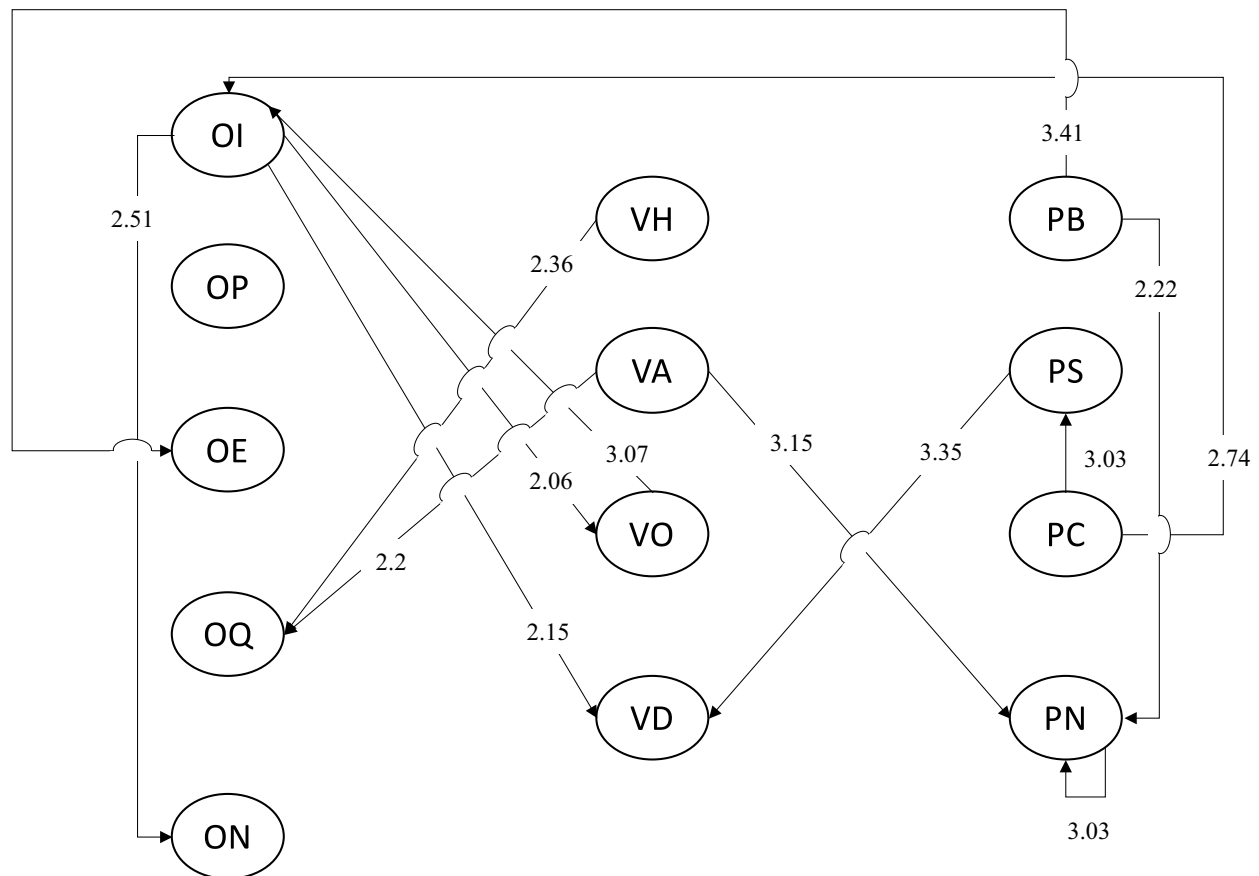 OI
3.41
2.51
VH
PB
2.36
OP
2.22
VA
PS
OE
3.15
3.35
3.07
3.03
2.74
2.06
VO
PC
2.2
OQ
2.15
VD
PN
ON
3.03